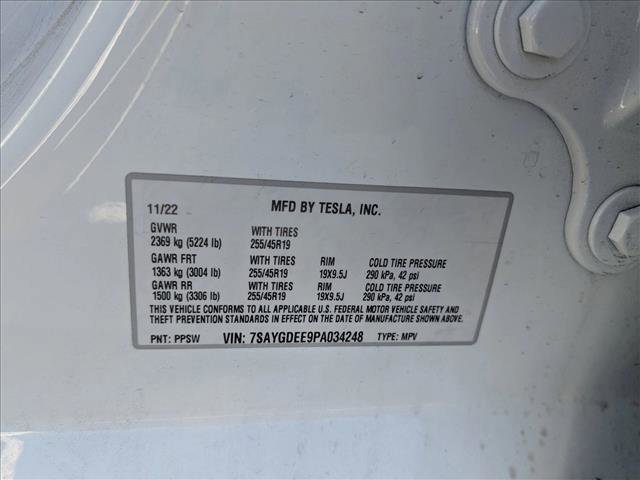 11/22 MFD BY TESLA, INC.
GVWR WITH TIRES
2369 kg (5224 lb) 255/45R19
GAWR FRT WITH TIRES RIM COLD TIRE PRESSURE
1363 kg (3004 lb) 255/45R19 19X9.5J 290 kPa, 42 psi
GAWR RR WITH TIRES RIM COLD TIRE PRESSURE
1500 kg (3306 lb) 255/45R19 19X9.5J 290 kPa, 42 psi
THIS VEHICLE CONFORMS TO ALL APPLICABLE U.S. FEDERAL MOTOR VEHICLE SAFETY AND
THEFT PREVENTION STANDARDS IN EFFECT ON THE DATE OF MANUFACTURE SHOWN ABOVE.
PNT: PPSW VIN: 7SAYGDEE9PA034248 TYPE: MPV